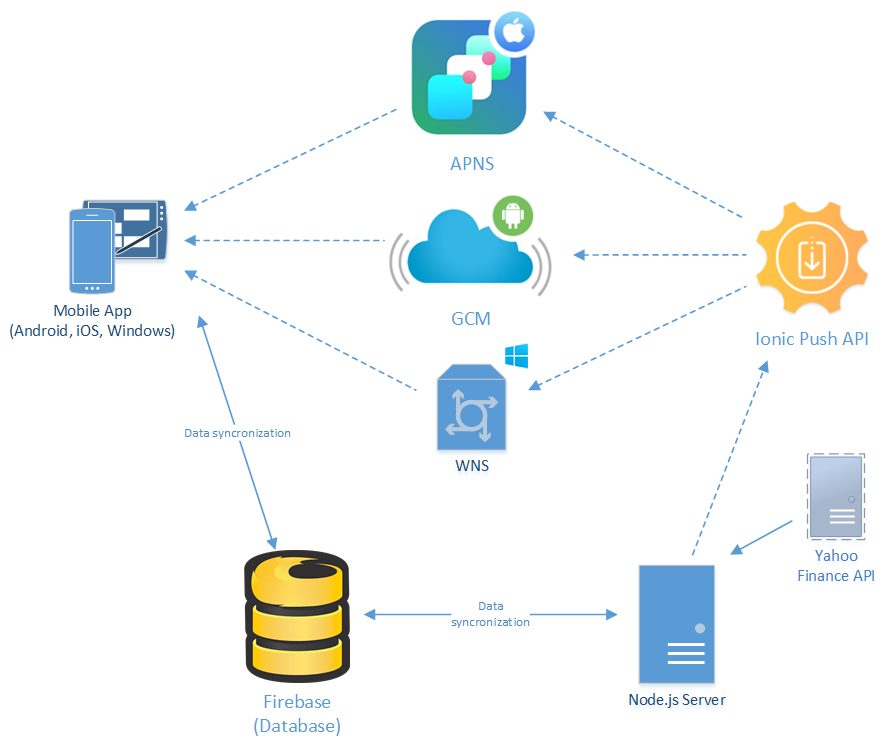 APNS
GCM
Mobile App
(Android, iOS, Windows)
Ionic Push API
WNS
Data syncronization
Yahoo
Finance API
Data
syncronization
Firebase
(Database)
Node.js Server